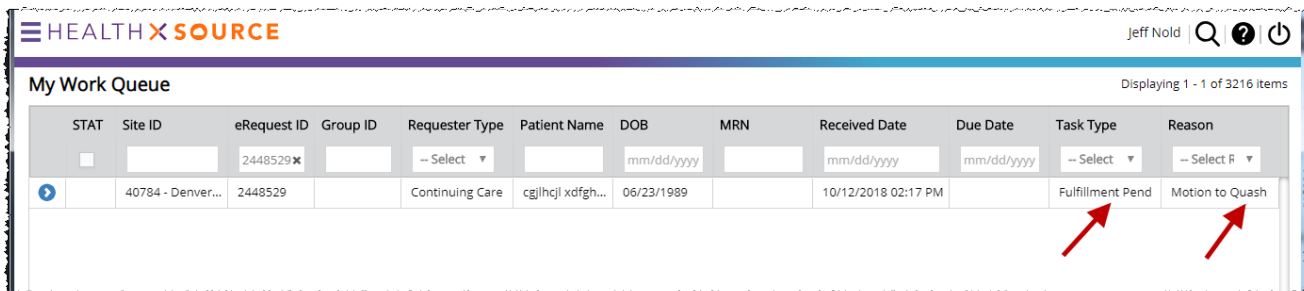 HEALTHXSOURCE
Jeff Nold
My Work Queue
Displaying 1 - 1 of 3216 items
STAT Site ID eRequest ID Group ID Requester Type Patient Name DOB MRN Received Date Due Date Task Type Reason
2448529 -- Select mm/dd/yyyy mm/dd/yyyy mm/dd/yyyy -- Select -- Select R
40784 - Denver... 2448529 Continuing Care cgjlhcjl xdfgh... 06/23/1989 10/12/2018 02:17 PM Fulfillment Pend Motion to Quash